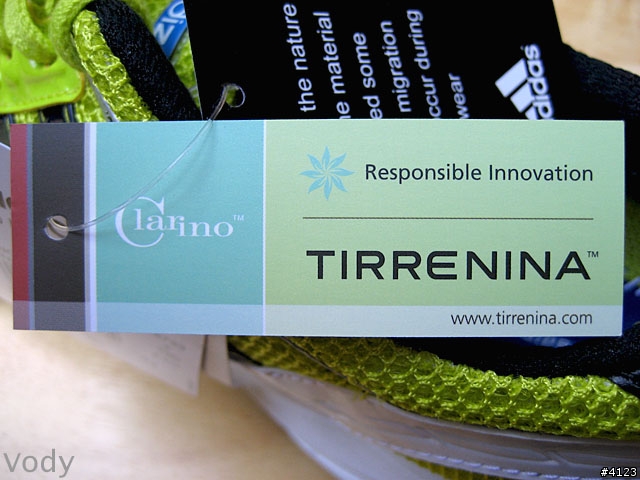 the nature
he material
ed some
migration
ccur during
wear
adidas
Clarino™
Responsible Innovation
TIRRENINA™
www.tirrenina.com
Vody
#4123